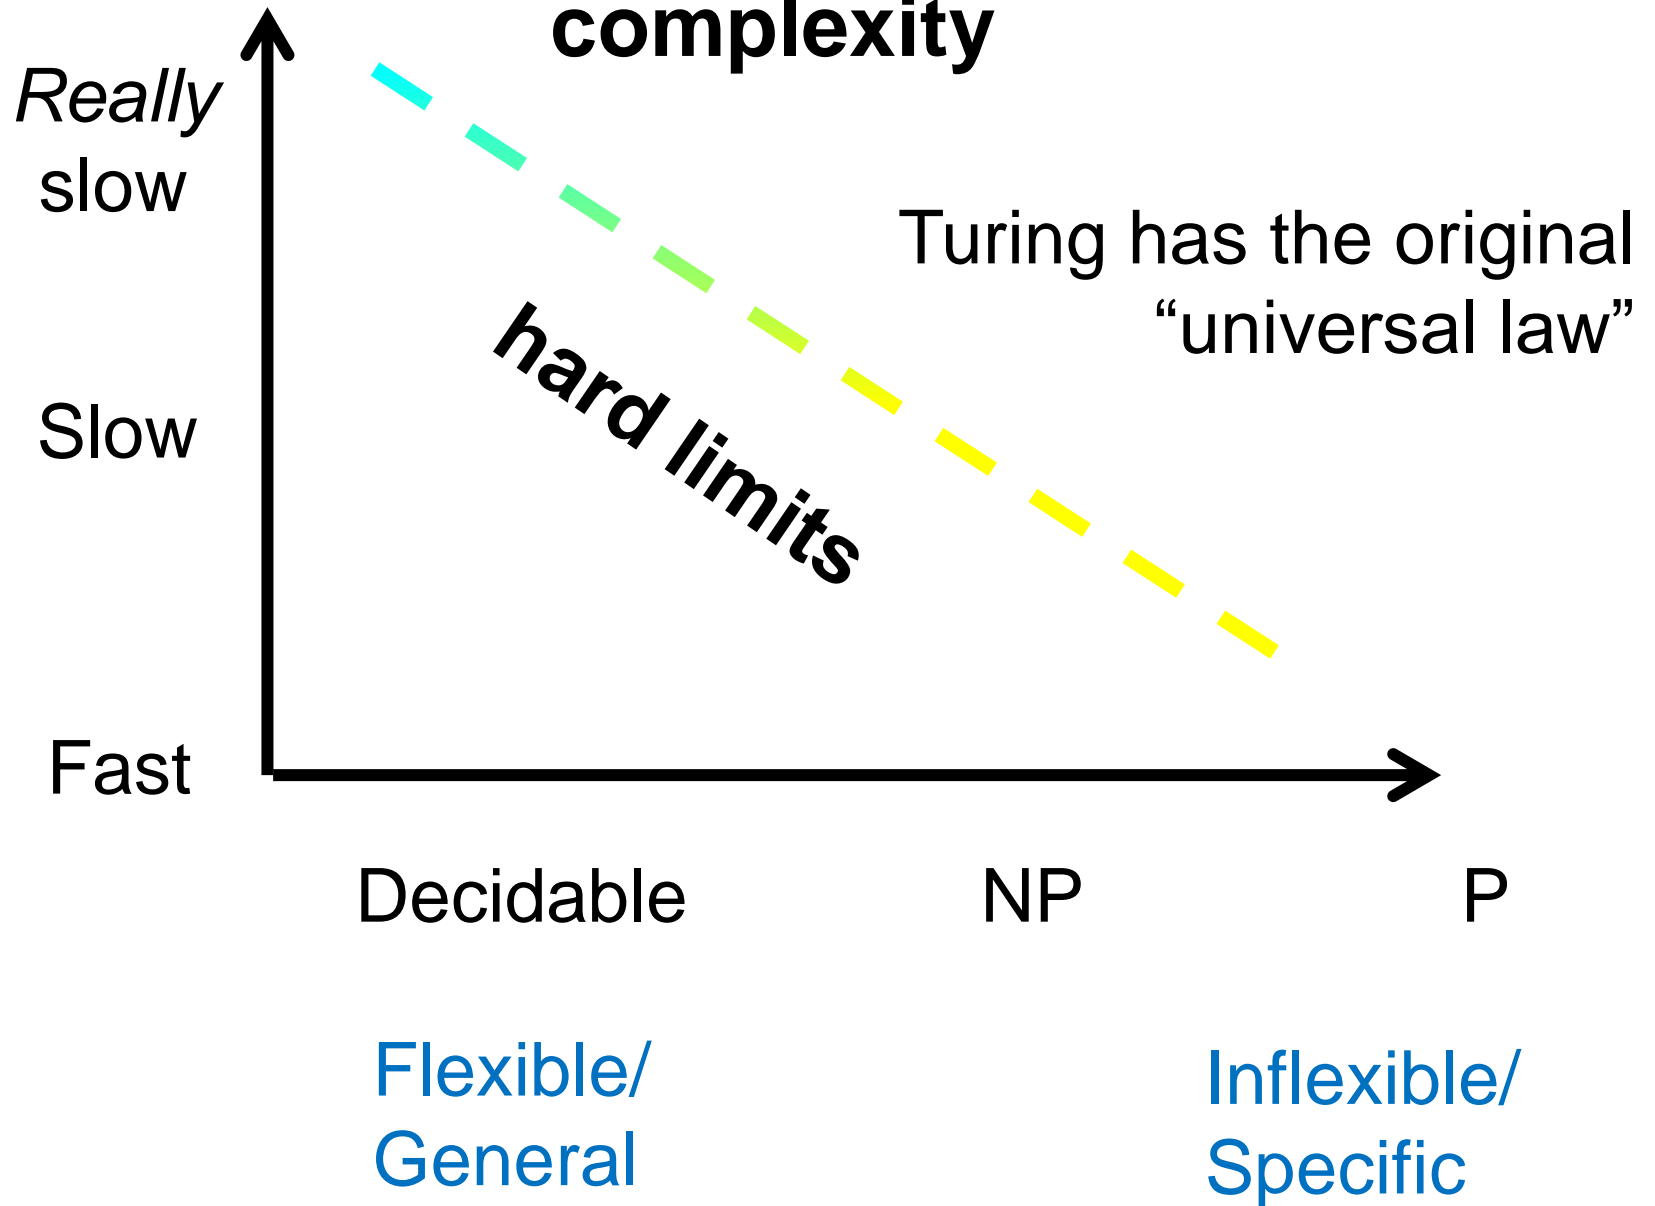 complexity
Really
slow
Turing has the original
“universal law”
hard limits
Slow
Fast
Decidable NP P
Flexible/
General
Inflexible/
Specific